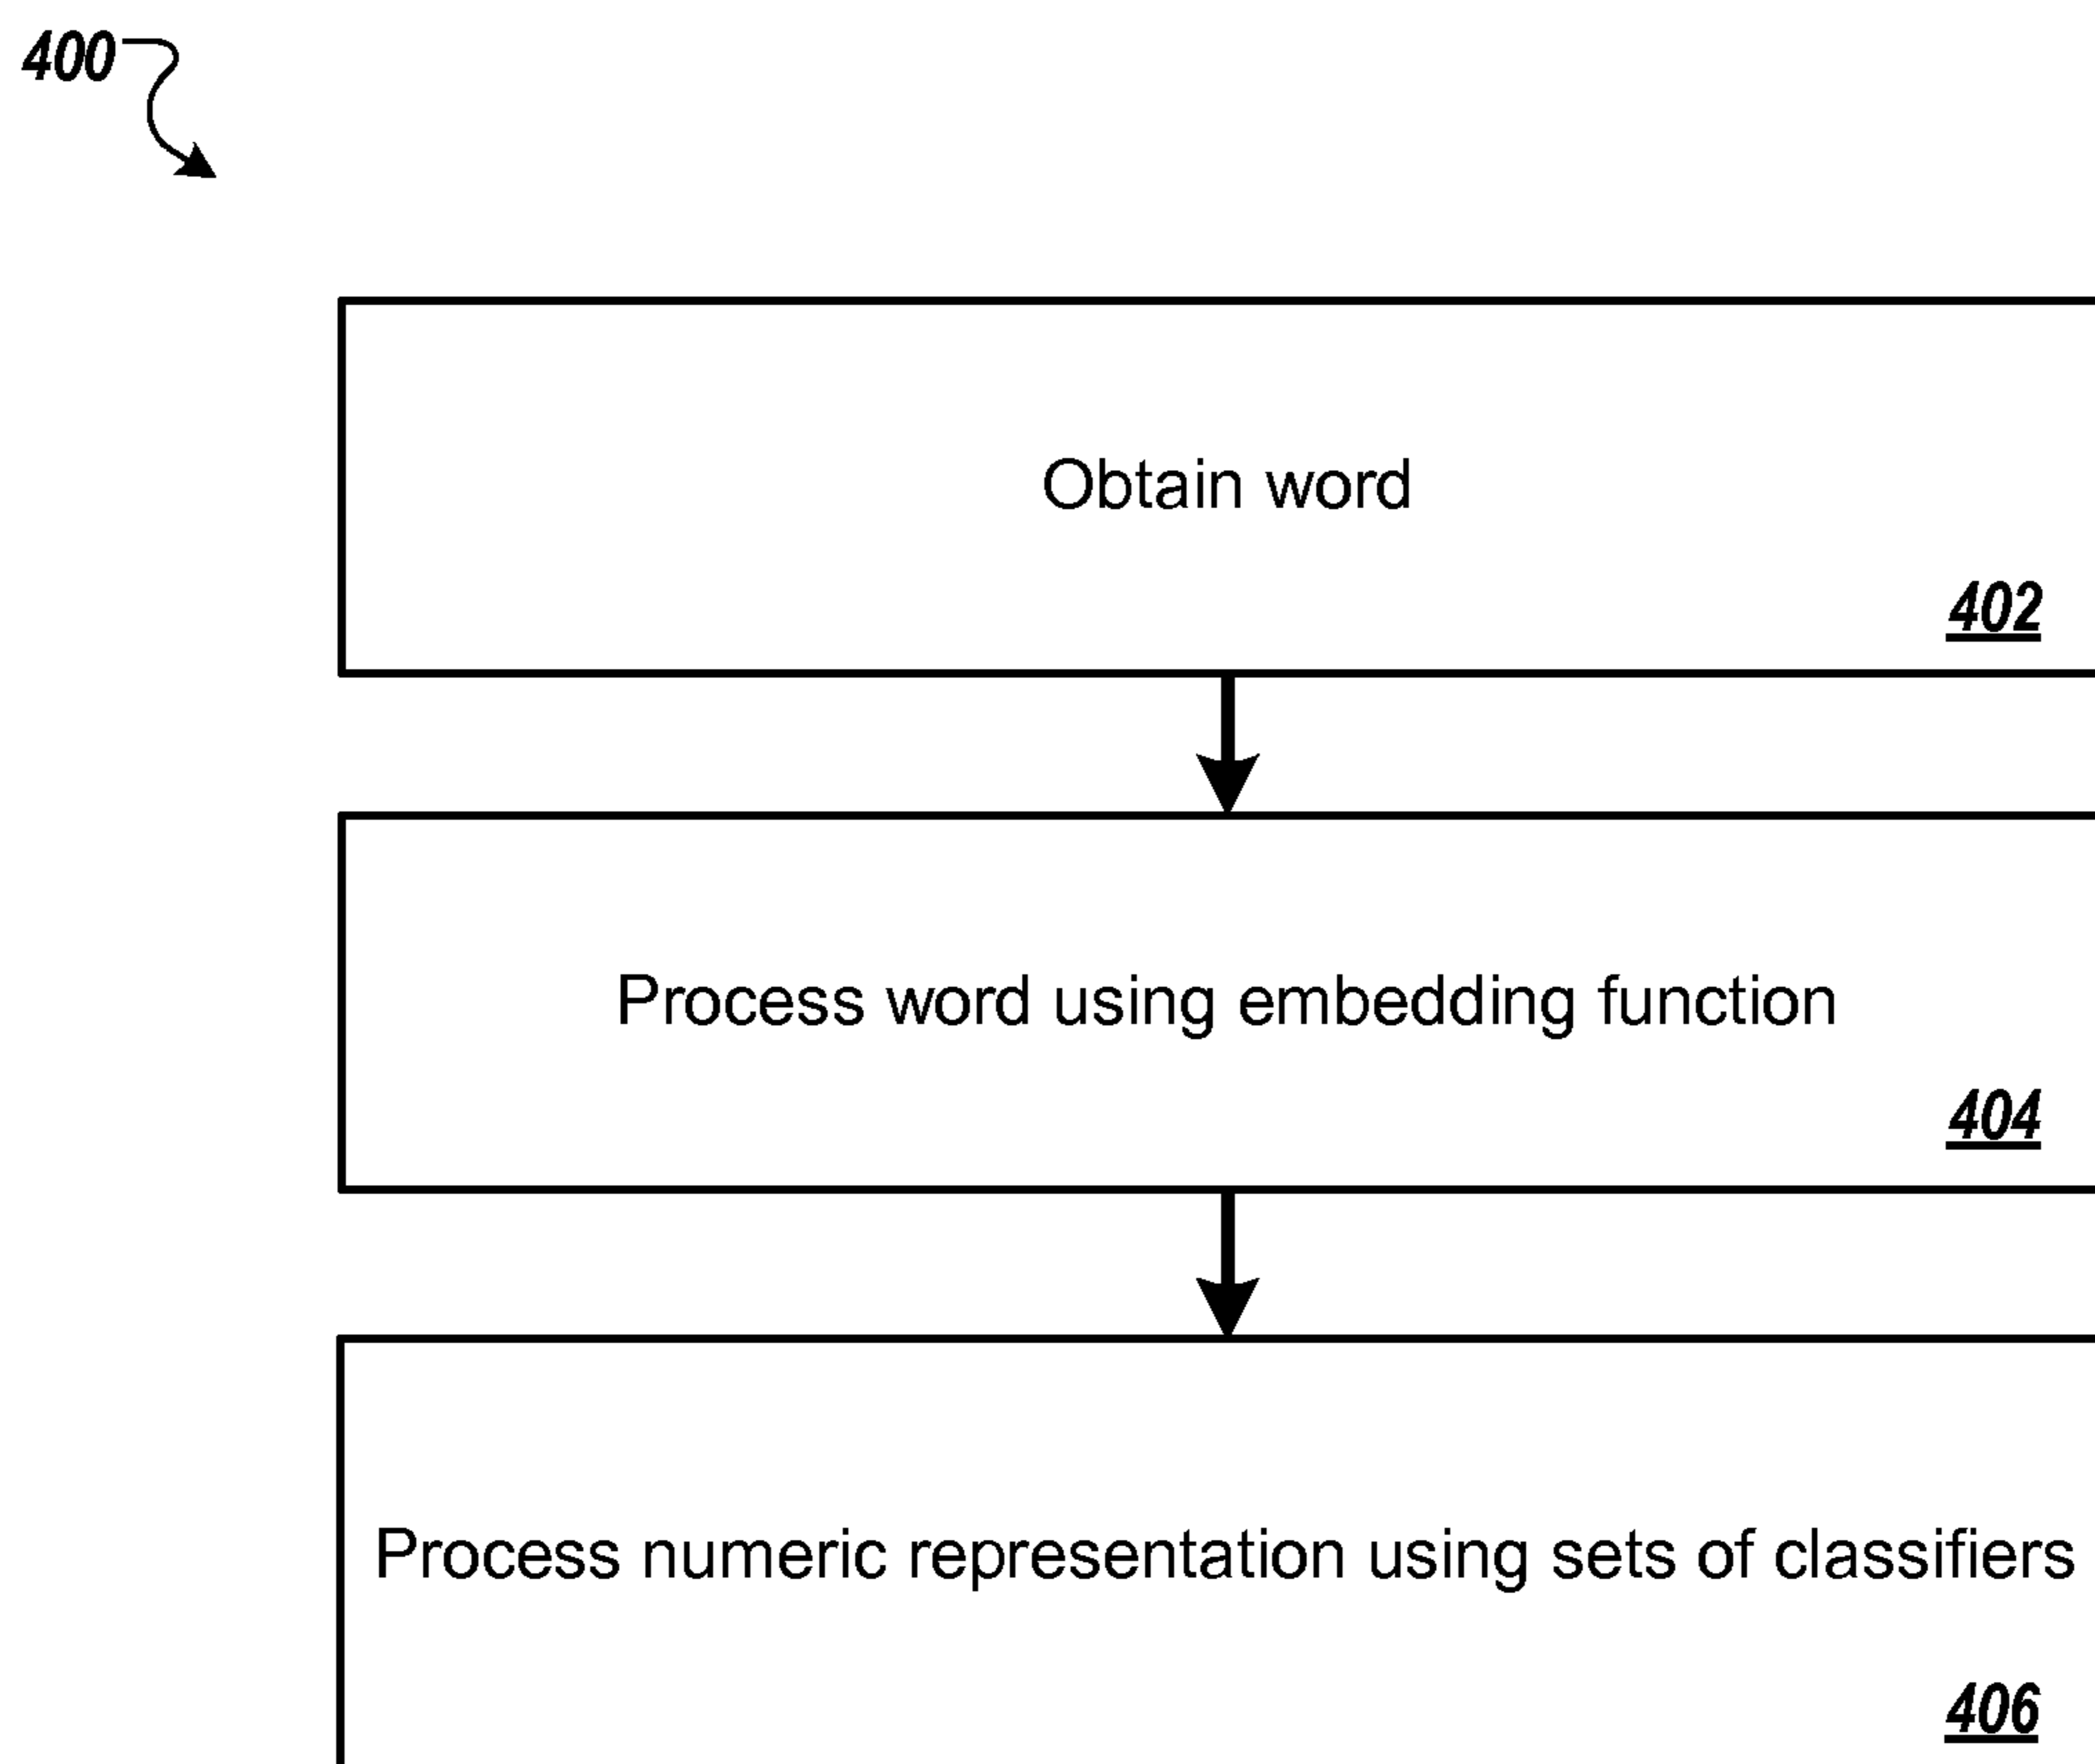 400
Obtain word
402
Process word using embedding function
404
Process numeric representation using sets of classifiers
406